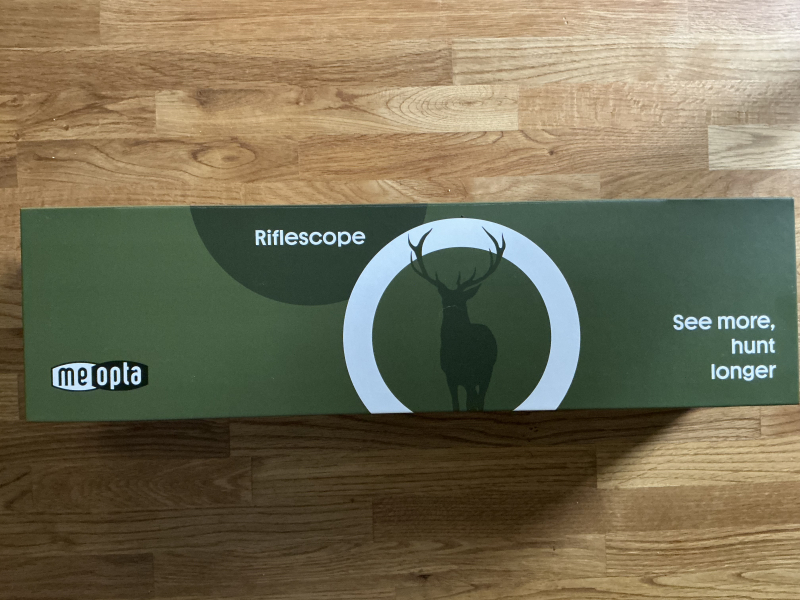 Riflescope
meopta
See more,
hunt
longer